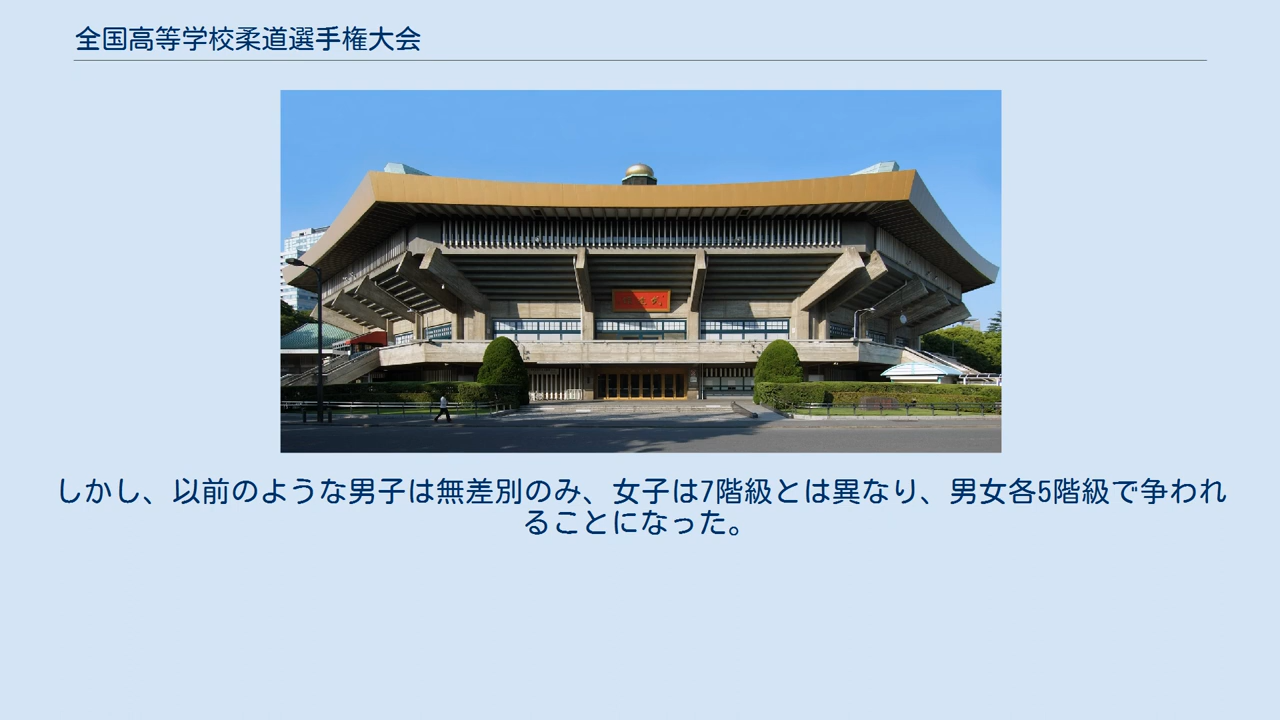 全国高等学校柔道選手権大会
しかし、以前のような男子は無差別のみ、女子は7階級とは異なり、男女各5階級で争われ
ることになった。